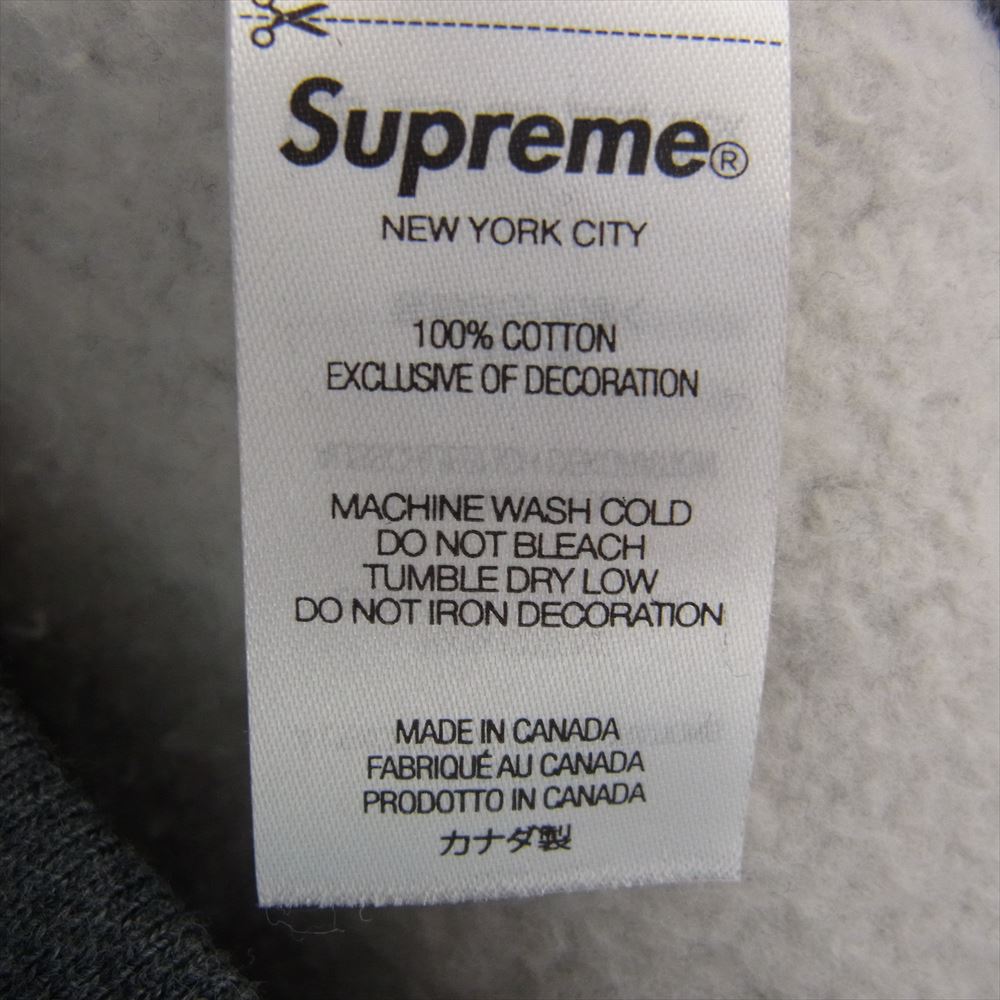 Supreme®
NEW YORK CITY
100% COTTON
EXCLUSIVE OF DECORATION
MACHINE WASH COLD
DO NOT BLEACH
TUMBLE DRY LOW
DO NOT IRON DECORATION
MADE IN CANADA
FABRIQUÉ AU CANADA
PRODOTTO IN CANADA
カナダ製